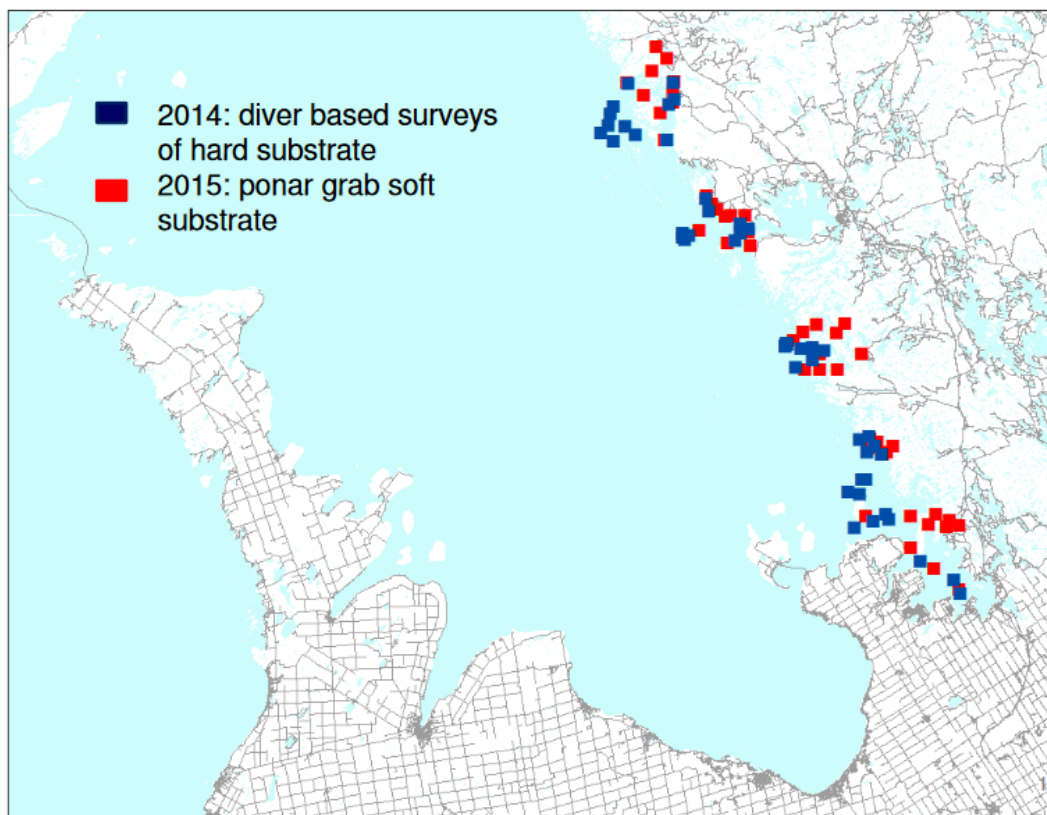 2014: diver based surveys
of hard substrate
2015: ponar grab soft
substrate